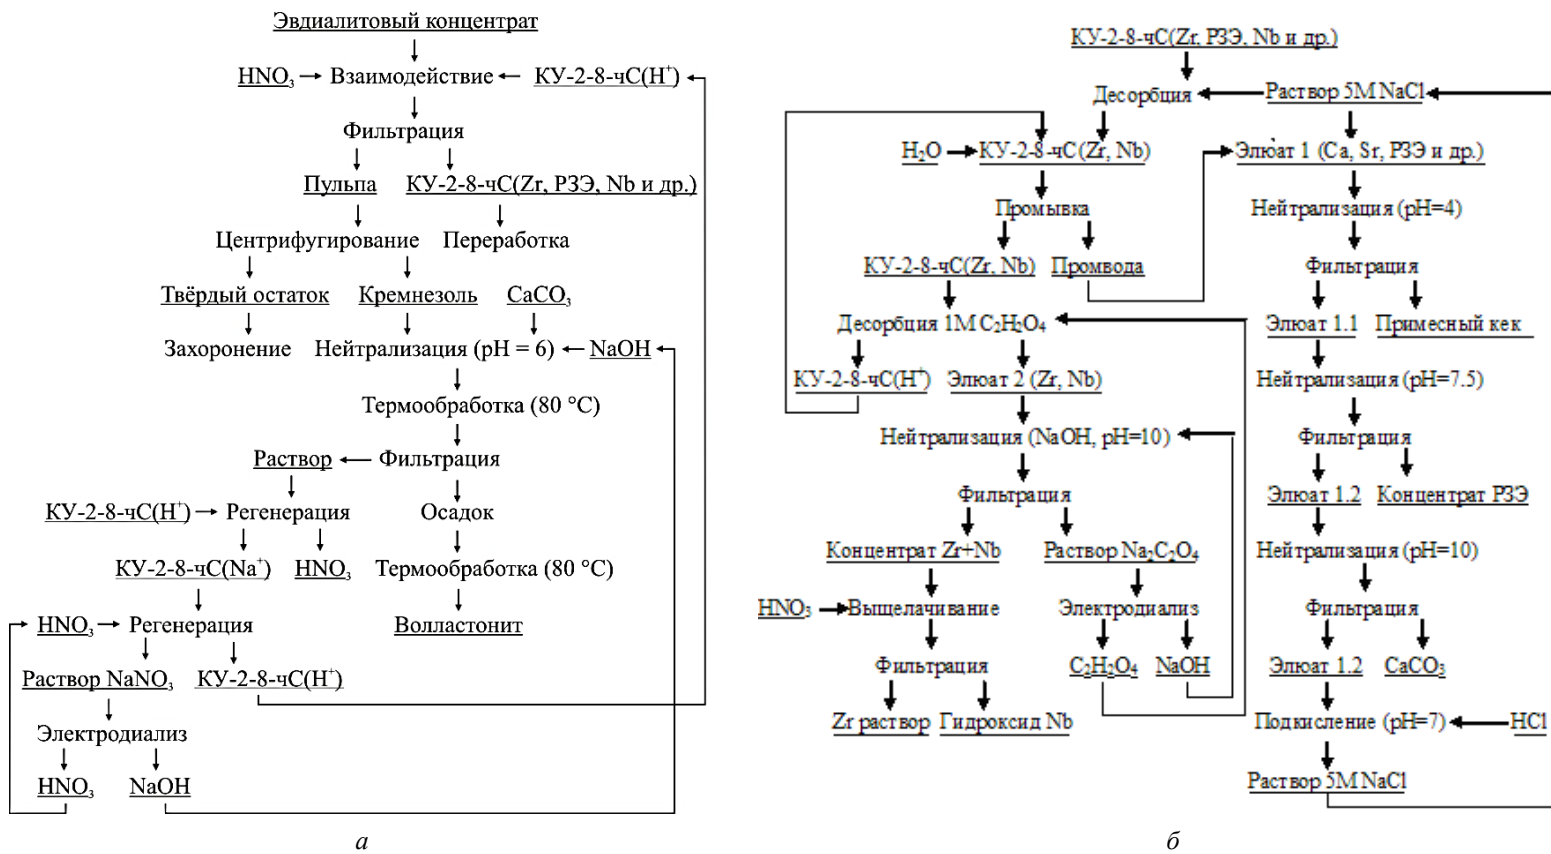 Эвдиалитовый концентрат
HNO₃ Взаимодействие КУ-2-8-чС(H⁺)
Фильтрация
Пульпа КУ-2-8-чС(Zr, РЗЭ, Nb и др.)
Центрифугирование Переработка
Твёрдый остаток Кремнезоль CaCO₃
Захоронение Нейтрализация (pH = 6) NaOH
Термообработка (80 °C)
Раствор Фильтрация
КУ-2-8-чС(H⁺) Регенерация Осадок
КУ-2-8-чС(Na⁺) HNO₃ Термообработка (80 °C)
HNO₃ Регенерация Волластонит
Раствор NaNO₃ КУ-2-8-чС(H⁺)
Электродиализ
HNO₃ NaOH
а
КУ-2-8-чС(Zr, РЗЭ, Nb и др.)
Десорбция Раствор 5М NaCl
H₂O КУ-2-8-чС(Zr, Nb) Элюат 1 (Ca, Sr, РЗЭ и др.)
Промывка Нейтрализация (pH=4)
КУ-2-8-чС(Zr, Nb) Промвода Фильтрация
Десорбция 1М C₂H₂O₄ Элюат 1.1 Примесный кек
КУ-2-8-чС(H⁺) Элюат 2 (Zr, Nb) Нейтрализация (pH=7.5)
Нейтрализация (NaOH, pH=10) Фильтрация
Фильтрация Элюат 1.2 Концентрат РЗЭ
Концентрат Zr+Nb Раствор Na₂C₂O₄ Нейтрализация (pH=10)
HNO₃ Выщелачивание Электродиализ Фильтрация
Фильтрация C₂H₂O₄ NaOH Элюат 1.2 CaCO₃
Zr раствор Гидроксид Nb Подкисление (pH=7) HCl
Раствор 5М NaCl
б